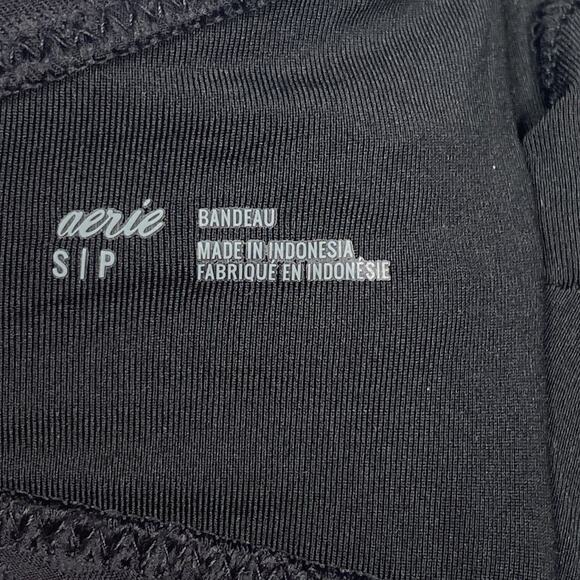 aerie
S|P
BANDEAU
MADE IN INDONESIA
FABRIQUÉ EN INDONÉSIE